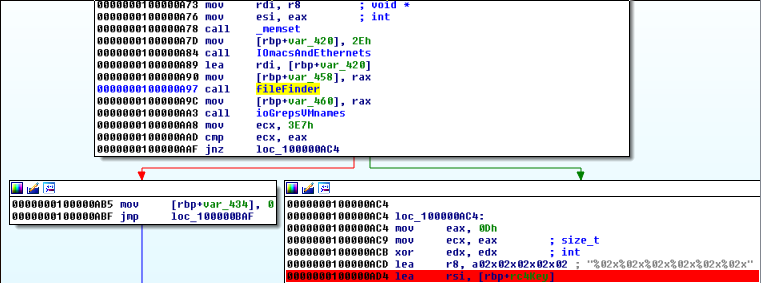 0000000100000A73 mov     rdi, r8         ; void *
0000000100000A76 mov     esi, eax        ; int
0000000100000A78 call    _memset
0000000100000A7D mov     [rbp+var_420], 2Eh
0000000100000A84 call    IOmacsAndEthernets
0000000100000A89 lea     rdi, [rbp+var_420]
0000000100000A90 mov     [rbp+var_458], rax
0000000100000A97 call    fileFinder
0000000100000A9C mov     [rbp+var_460], rax
0000000100000AA3 call    ioGrepsVMnames
0000000100000AA8 mov     ecx, 3E7h
0000000100000AAD cmp     ecx, eax
0000000100000AAF jnz     loc_100000AC4
0000000100000AB5 mov     [rbp+var_434], 0
0000000100000ABF jmp     loc_100000BAF
0000000100000AC4
0000000100000AC4 loc_100000AC4:
0000000100000AC4 mov     eax, 0Dh
0000000100000AC9 mov     ecx, eax        ; size_t
0000000100000ACB xor     edx, edx        ; int
0000000100000ACD lea     r8, a02x02x02x02x02 ; "%02x%02x%02x%02x%02x%02x"
0000000100000AD4 lea     rsi, [rbp+